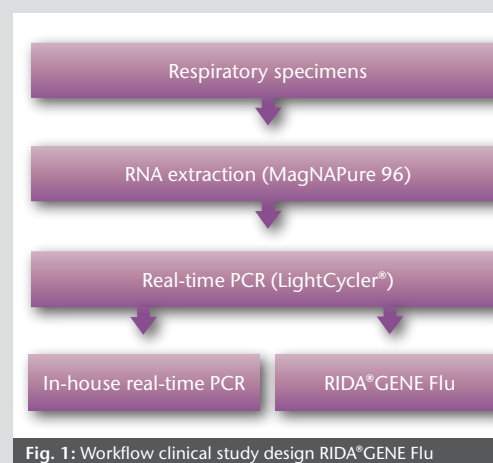 Respiratory specimens
RNA extraction (MagNAPure 96)
Real-time PCR (LightCycler®)
In-house real-time PCR
RIDA®GENE Flu
Fig. 1: Workflow clinical study design RIDA®GENE Flu